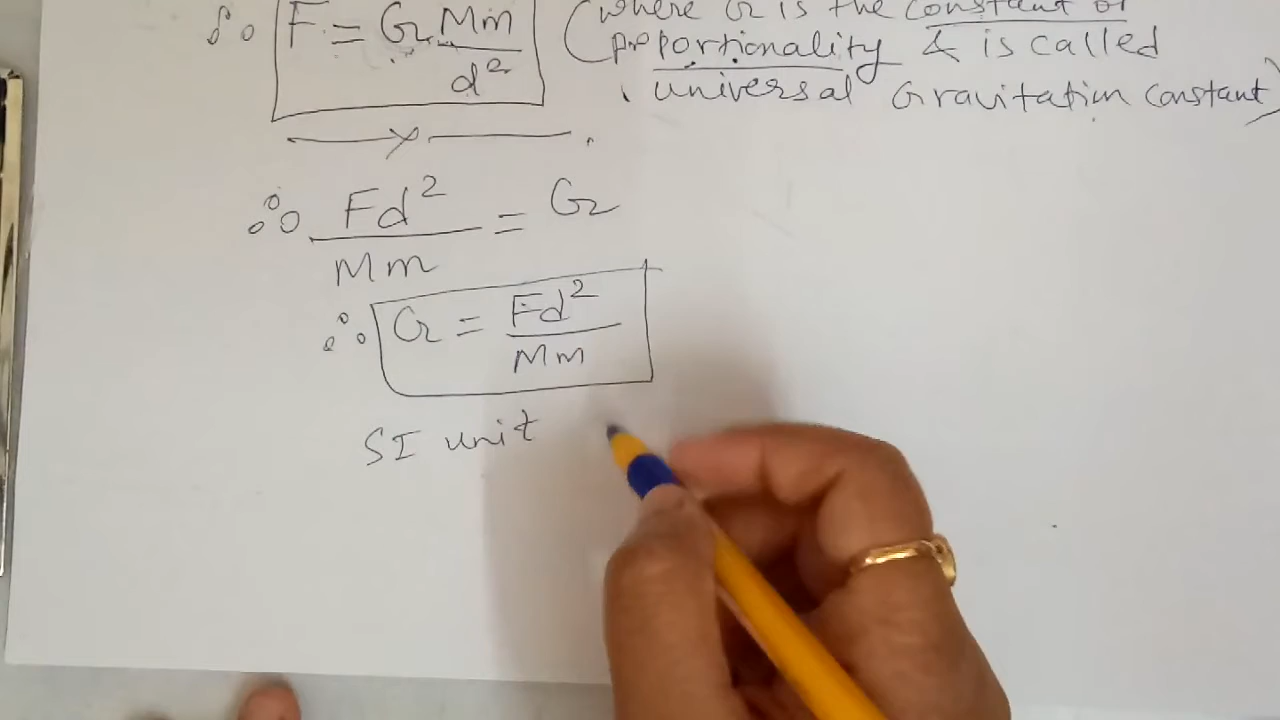 ∴ F = G Mm / d²
(where G is the constant of
proportionality & is called
universal Gravitation constant)
∴ Fd² / Mm = G
∴ G = Fd² / Mm
SI unit